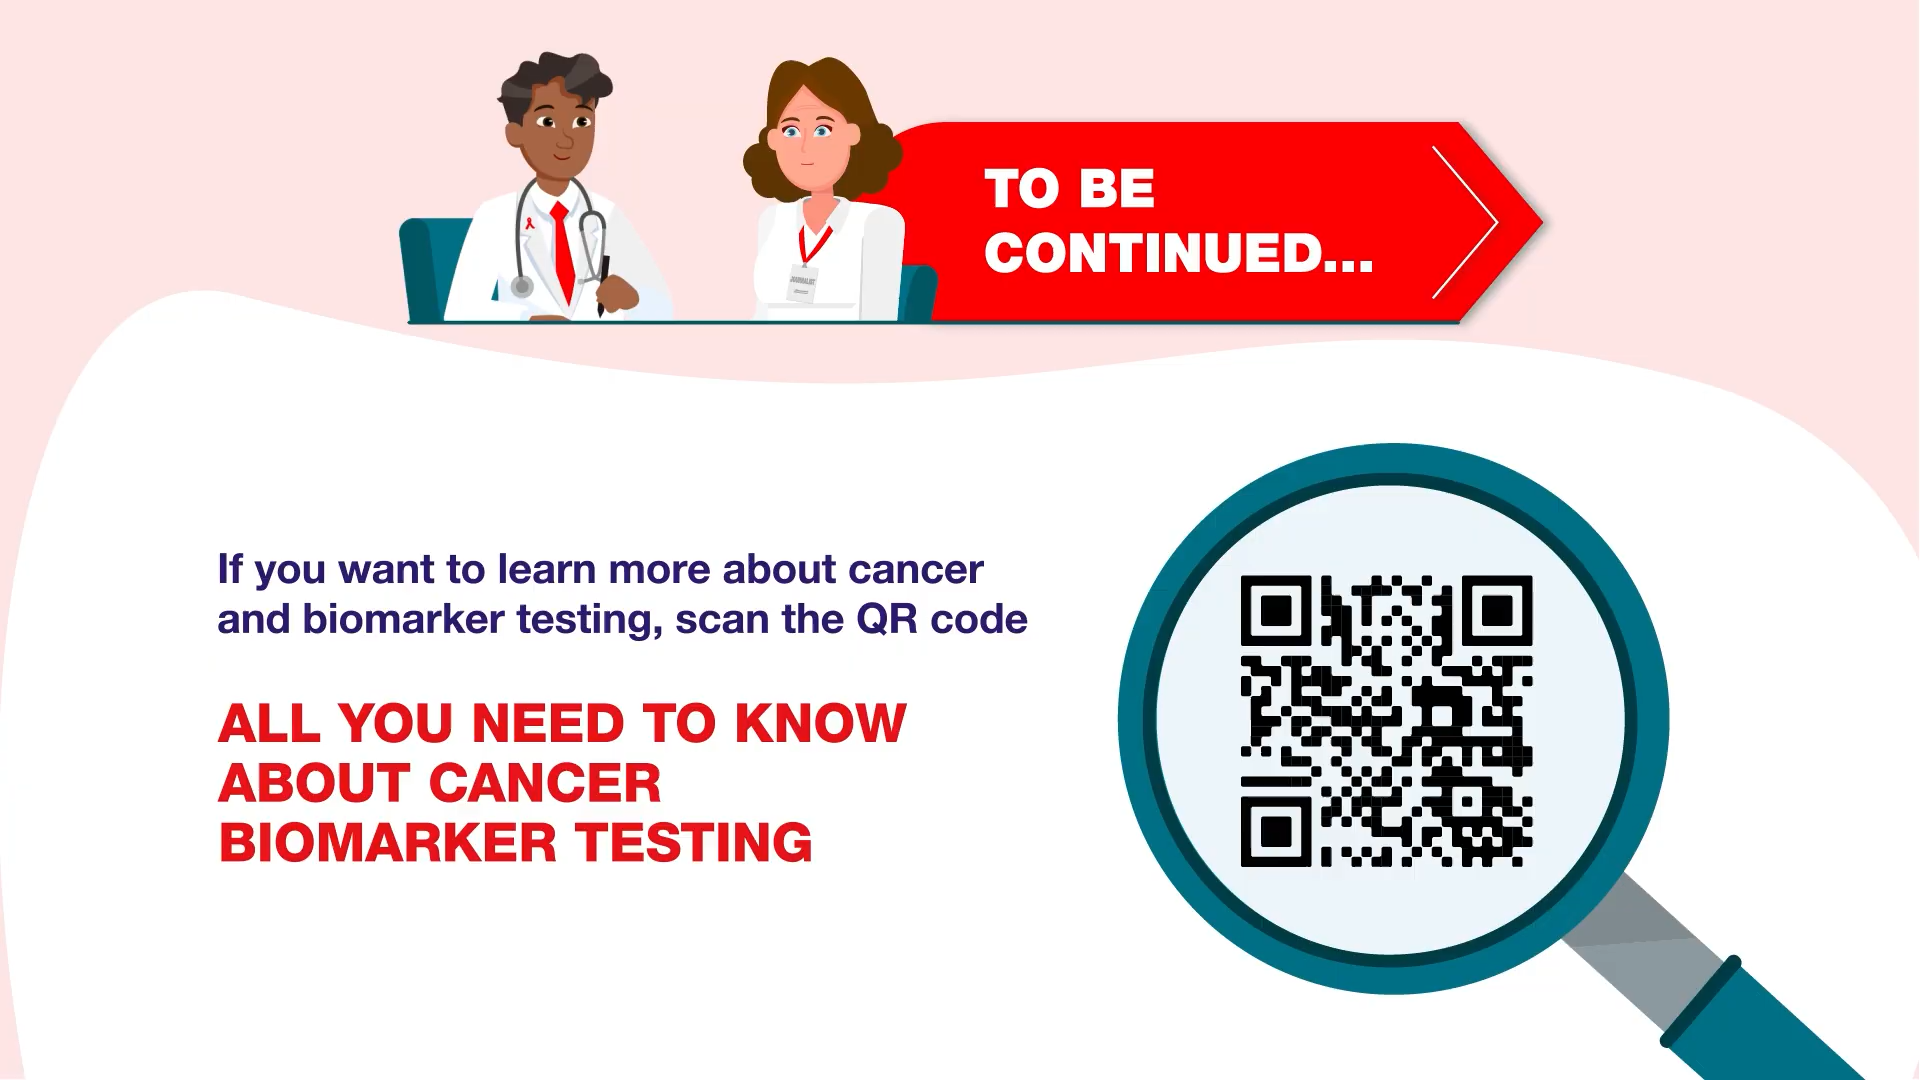 TO BE
CONTINUED...
JOURNALIST
If you want to learn more about cancer
and biomarker testing, scan the QR code
ALL YOU NEED TO KNOW
ABOUT CANCER
BIOMARKER TESTING